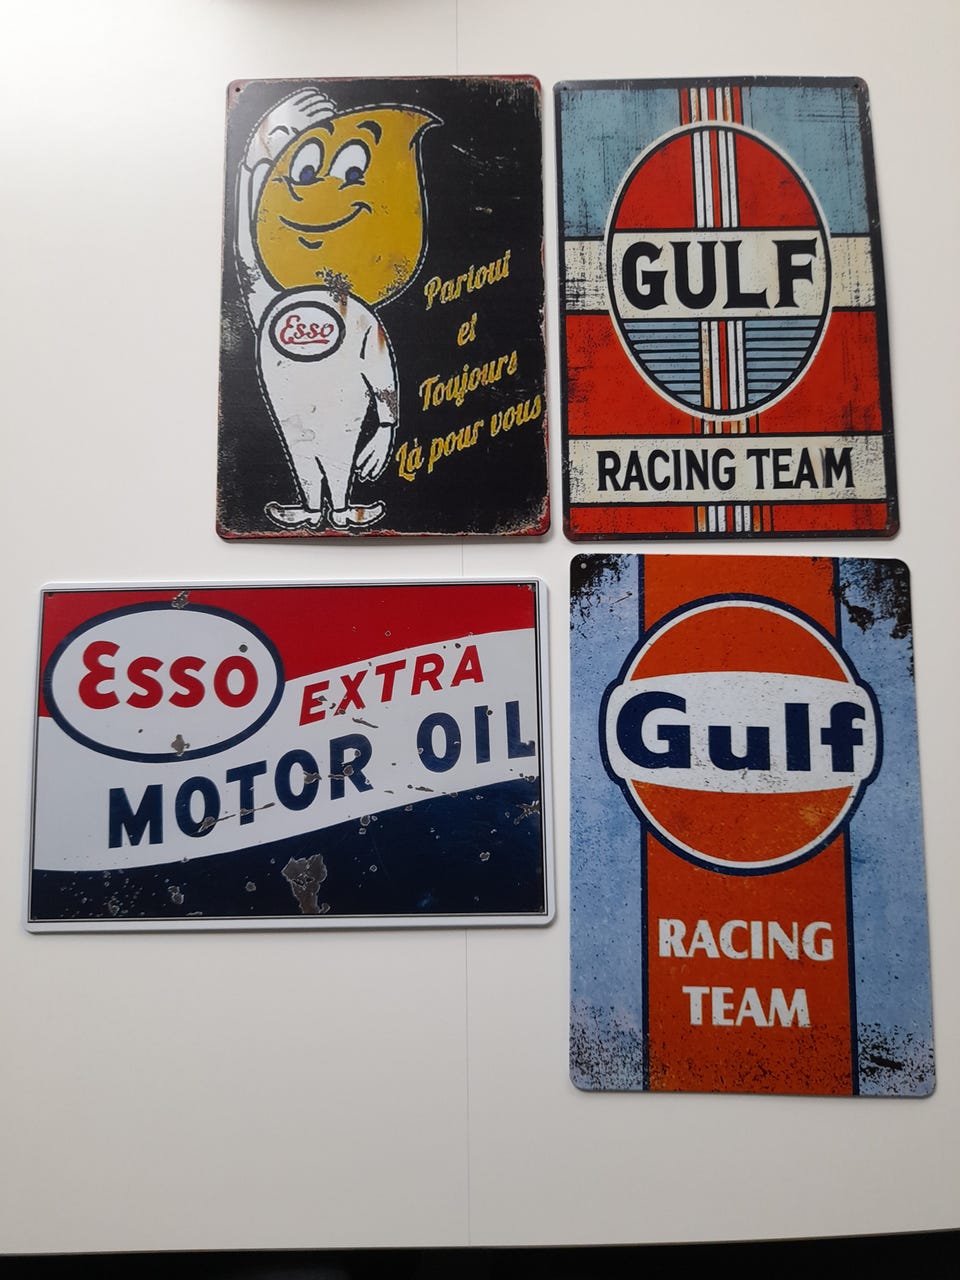 Partout
et
Toujours
Là pour vous
Esso
GULF
RACING TEAM
Esso
EXTRA
MOTOR OIL
Gulf
RACING
TEAM